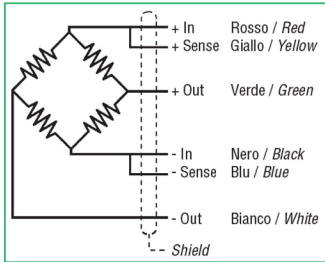 + In Rosso / Red
+ Sense Giallo / Yellow
+ Out Verde / Green
- In Nero / Black
- Sense Blu / Blue
- Out Bianco / White
Shield